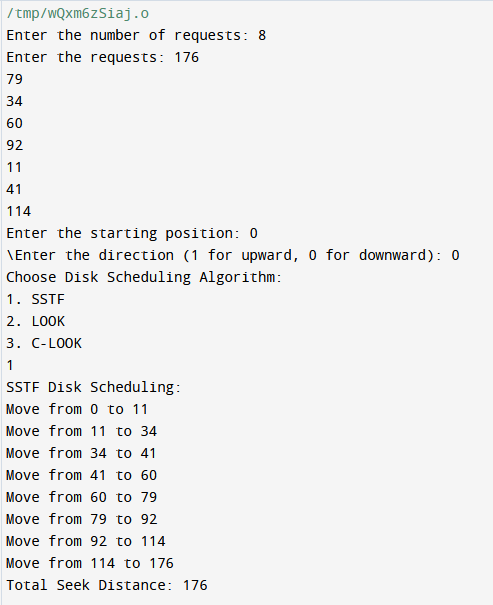 /tmp/wQxm6zSiaj.o
Enter the number of requests: 8
Enter the requests: 176
79
34
60
92
11
41
114
Enter the starting position: 0
\Enter the direction (1 for upward, 0 for downward): 0
Choose Disk Scheduling Algorithm:
1. SSTF
2. LOOK
3. C-LOOK
1
SSTF Disk Scheduling:
Move from 0 to 11
Move from 11 to 34
Move from 34 to 41
Move from 41 to 60
Move from 60 to 79
Move from 79 to 92
Move from 92 to 114
Move from 114 to 176
Total Seek Distance: 176